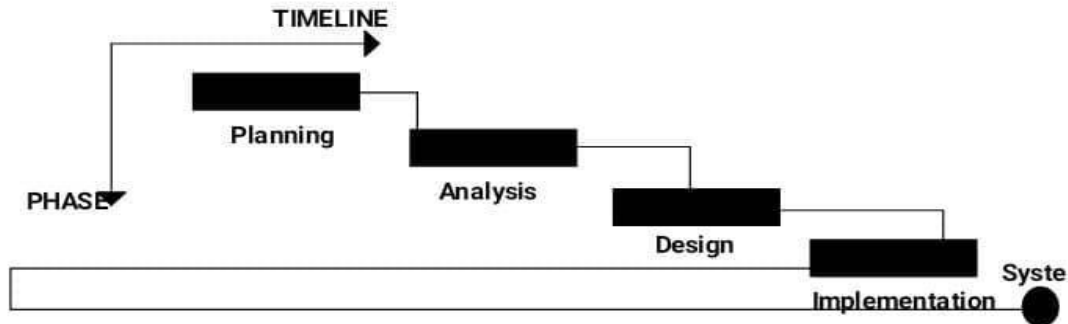 TIMELINE
Planning
PHASE
Analysis
Design
Syste
Implementation